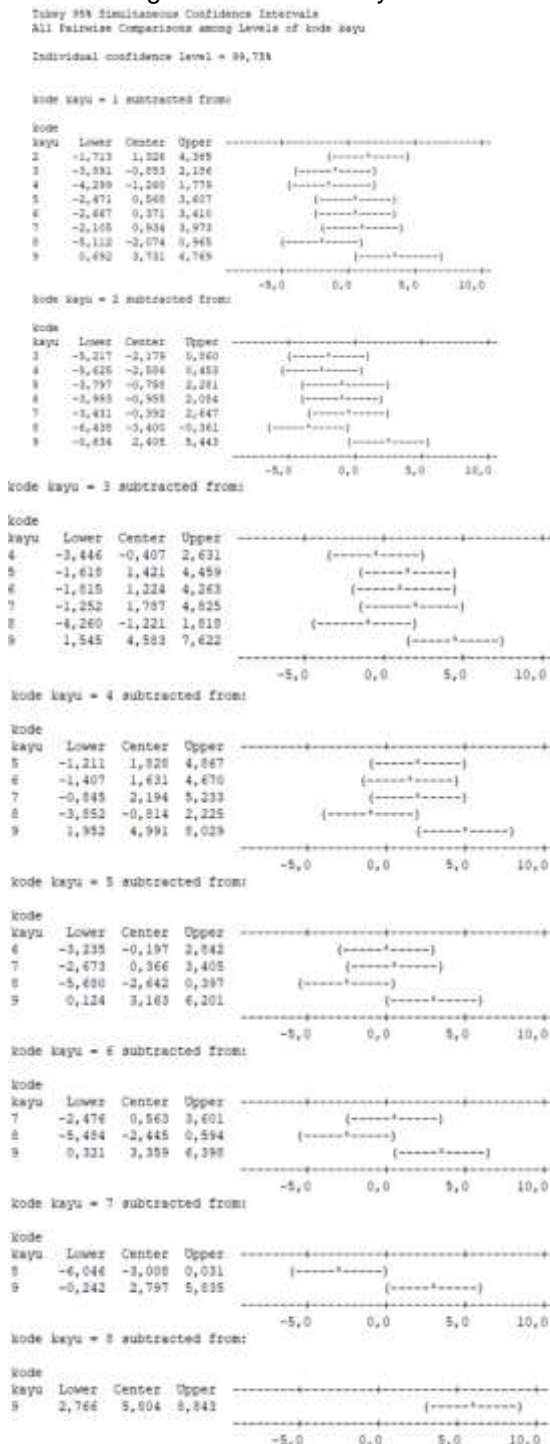 Tukey 95% Simultaneous Confidence Intervals
All Pairwise Comparisons among Levels of kode kayu
Individual confidence level = 99,75%
kode kayu = 1 subtracted from:
kode
kayu Lower Center Upper --------+---------+---------+---------+-
2 -1,713 1,326 4,365 (-----*-----)
3 -3,891 -0,853 2,186 (-----*-----)
4 -4,299 -1,260 1,779 (-----*-----)
5 -2,471 0,568 3,607 (-----*-----)
6 -2,667 0,371 3,410 (-----*-----)
7 -2,105 0,934 3,973 (-----*-----)
8 -5,112 -2,074 0,965 (-----*-----)
9 0,692 3,731 6,769 (-----*-----)
--------+---------+---------+---------+-
-5,0 0,0 5,0 10,0
kode kayu = 2 subtracted from:
kode
kayu Lower Center Upper --------+---------+---------+---------+-
3 -5,217 -2,179 0,860 (-----*-----)
4 -5,625 -2,586 0,453 (-----*-----)
5 -3,797 -0,758 2,281 (-----*-----)
6 -3,993 -0,955 2,084 (-----*-----)
7 -3,431 -0,392 2,647 (-----*-----)
8 -6,438 -3,400 -0,361 (-----*-----)
9 -0,634 2,405 5,443 (-----*-----)
--------+---------+---------+---------+-
-5,0 0,0 5,0 10,0
kode kayu = 3 subtracted from:
kode
kayu Lower Center Upper --------+---------+---------+---------+
4 -3,446 -0,407 2,631 (-----*-----)
5 -1,618 1,421 4,459 (-----*-----)
6 -1,815 1,224 4,263 (-----*-----)
7 -1,252 1,787 4,825 (-----*-----)
8 -4,260 -1,221 1,818 (-----*-----)
9 1,545 4,583 7,622 (-----*-----)
--------+---------+---------+---------+
-5,0 0,0 5,0 10,0
kode kayu = 4 subtracted from:
kode
kayu Lower Center Upper --------+---------+---------+---------+
5 -1,211 1,828 4,867 (-----*-----)
6 -1,407 1,631 4,670 (-----*-----)
7 -0,845 2,194 5,233 (-----*-----)
8 -3,852 -0,814 2,225 (-----*-----)
9 1,952 4,991 8,029 (-----*-----)
--------+---------+---------+---------+
-5,0 0,0 5,0 10,0
kode kayu = 5 subtracted from:
kode
kayu Lower Center Upper --------+---------+---------+---------+
6 -3,235 -0,197 2,842 (-----*-----)
7 -2,673 0,366 3,405 (-----*-----)
8 -5,680 -2,642 0,397 (-----*-----)
9 0,124 3,163 6,201 (-----*-----)
--------+---------+---------+---------+
-5,0 0,0 5,0 10,0
kode kayu = 6 subtracted from:
kode
kayu Lower Center Upper --------+---------+---------+---------+
7 -2,476 0,563 3,601 (-----*-----)
8 -5,484 -2,445 0,594 (-----*-----)
9 0,321 3,359 6,398 (-----*-----)
--------+---------+---------+---------+
-5,0 0,0 5,0 10,0
kode kayu = 7 subtracted from:
kode
kayu Lower Center Upper --------+---------+---------+---------+
8 -6,046 -3,008 0,031 (-----*-----)
9 -0,242 2,797 5,835 (-----*-----)
--------+---------+---------+---------+
-5,0 0,0 5,0 10,0
kode kayu = 8 subtracted from:
kode
kayu Lower Center Upper --------+---------+---------+---------+
9 2,766 5,804 8,843 (-----*-----)
--------+---------+---------+---------+
-5,0 0,0 5,0 10,0